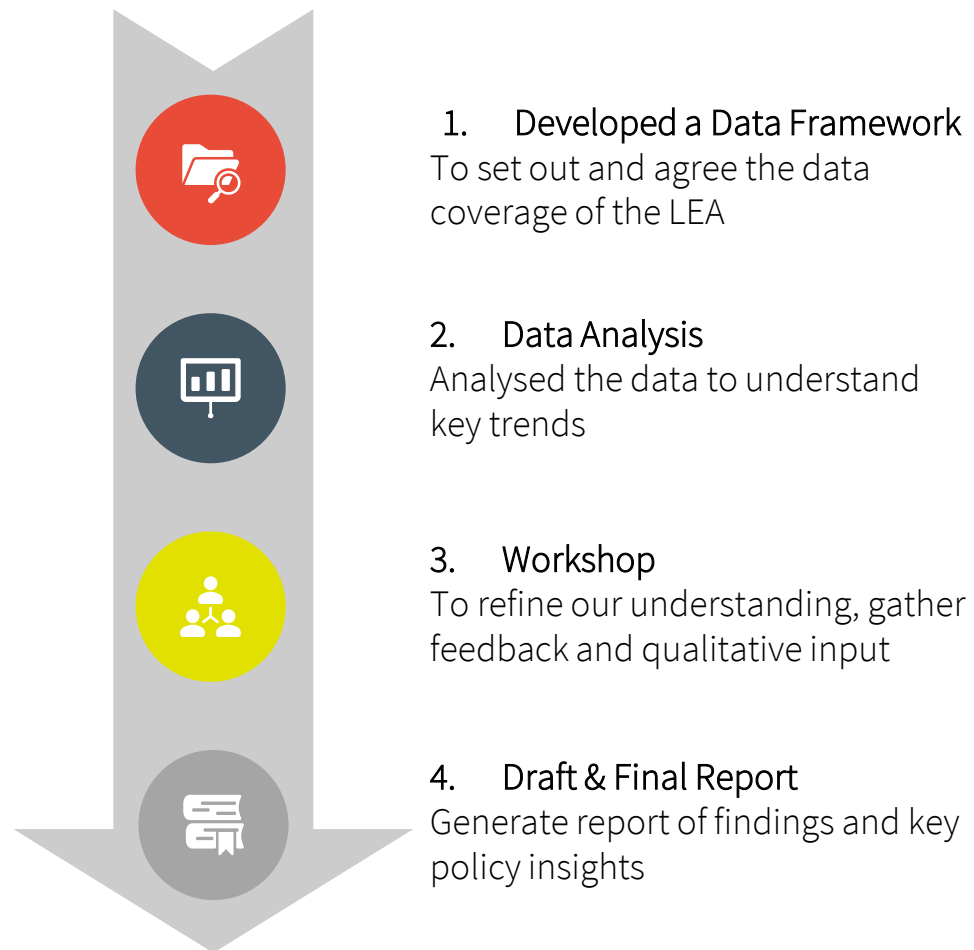 1. Developed a Data Framework
To set out and agree the data
coverage of the LEA
2. Data Analysis
Analysed the data to understand
key trends
3. Workshop
To refine our understanding, gather
feedback and qualitative input
4. Draft & Final Report
Generate report of findings and key
policy insights